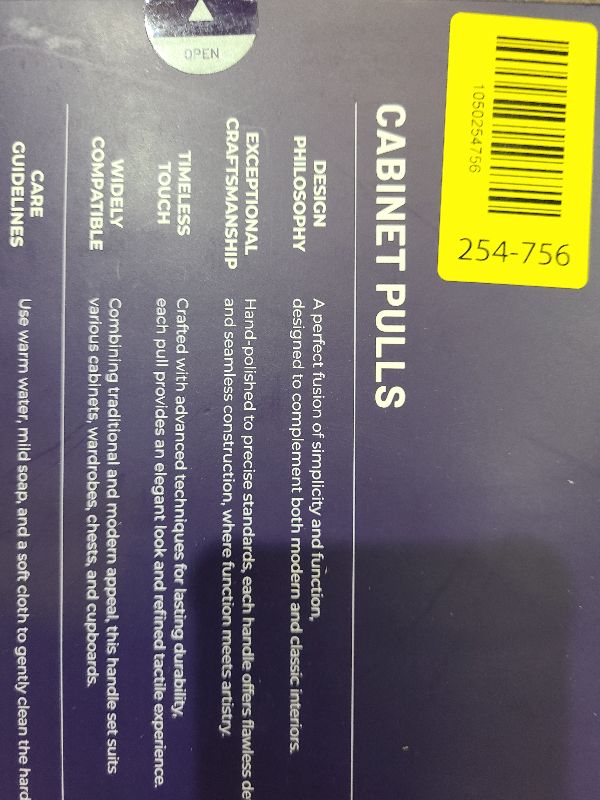 OPEN
1050254756
254-756
CABINET PULLS
DESIGN
PHILOSOPHY
A perfect fusion of simplicity and function,
designed to complement both modern and classic interiors.
EXCEPTIONAL
CRAFTSMANSHIP
Hand-polished to precise standards, each handle offers flawless de
and seamless construction, where function meets artistry.
TIMELESS
TOUCH
Crafted with advanced techniques for lasting durability,
each pull provides an elegant look and refined tactile experience.
WIDELY
COMPATIBLE
Combining traditional and modern appeal, this handle set suits
various cabinets, wardrobes, chests, and cupboards.
CARE
GUIDELINES
Use warm water, mild soap, and a soft cloth to gently clean the hard